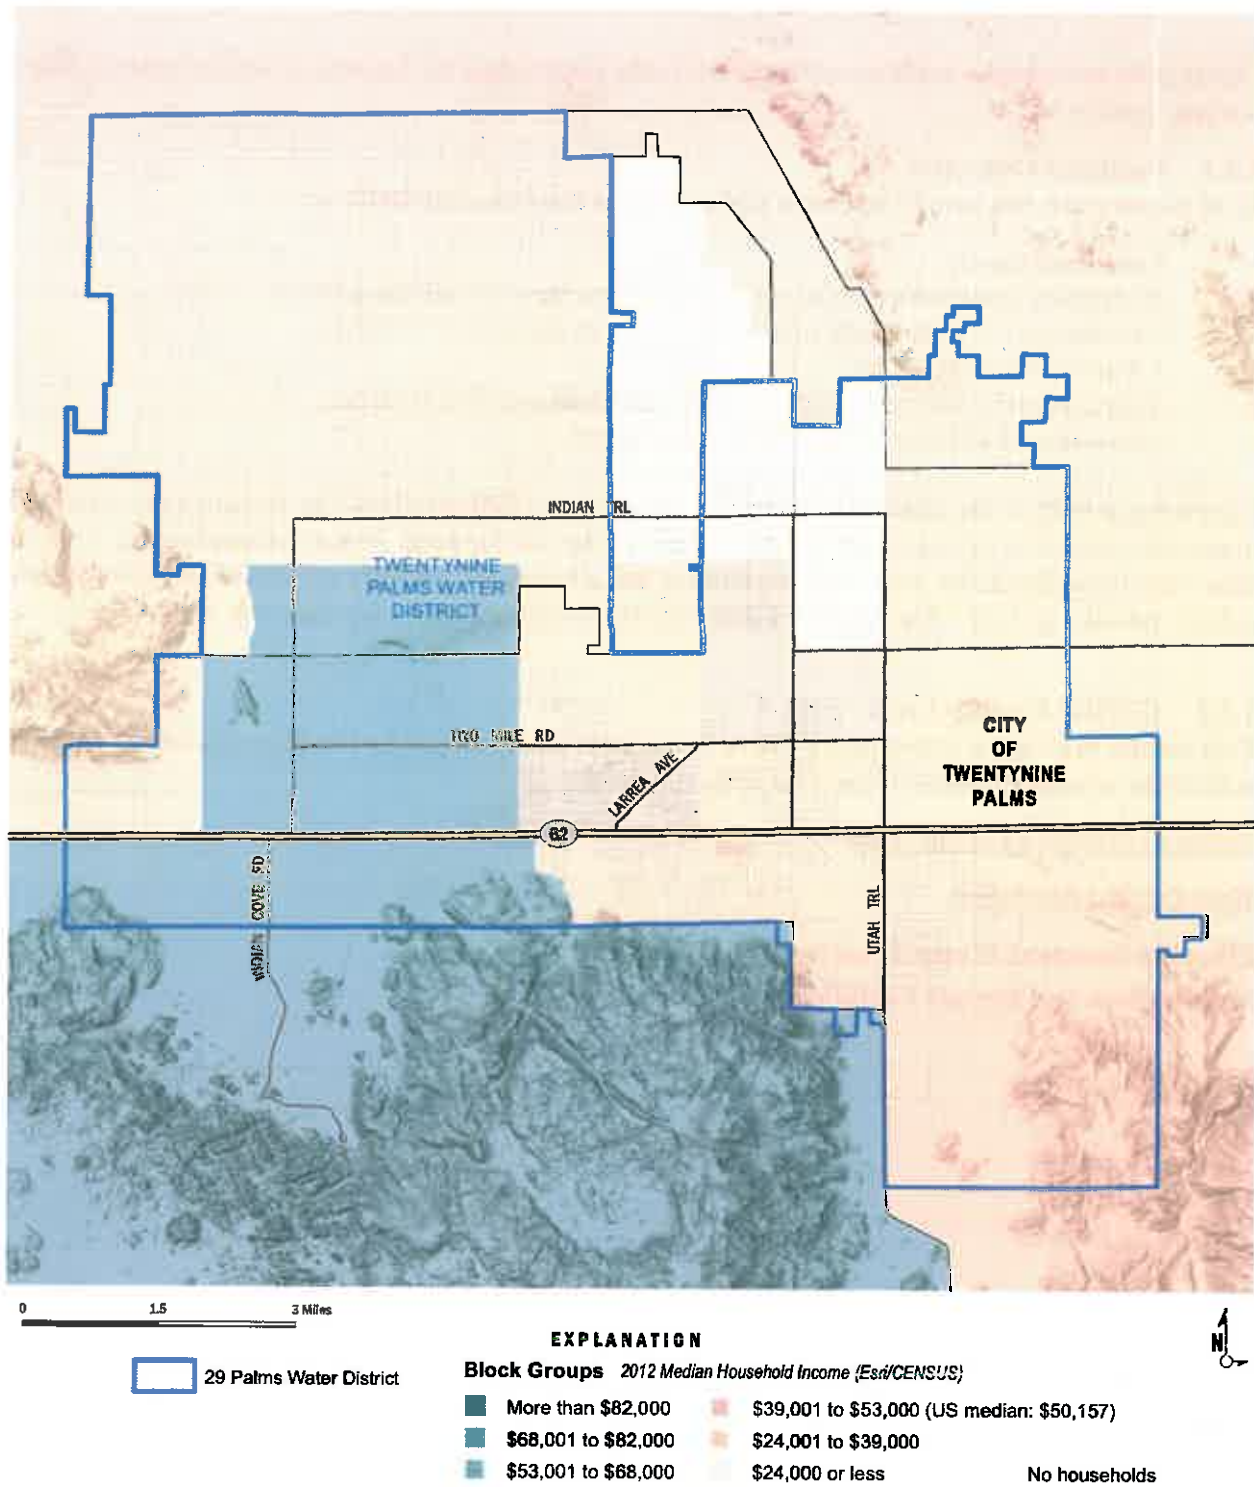 INDIAN TRL
TWENTYNINE
PALMS WATER
DISTRICT
TWO MILE RD
LARREA AVE
CITY
OF
TWENTYNINE
PALMS
62
INDIAN COVE RD
UTAH TRL
0 1.5 3 Miles
N
EXPLANATION
29 Palms Water District
Block Groups 2012 Median Household Income (Esri/CENSUS)
More than $82,000
$68,001 to $82,000
$53,001 to $68,000
$39,001 to $53,000 (US median: $50,157)
$24,001 to $39,000
$24,000 or less
No households